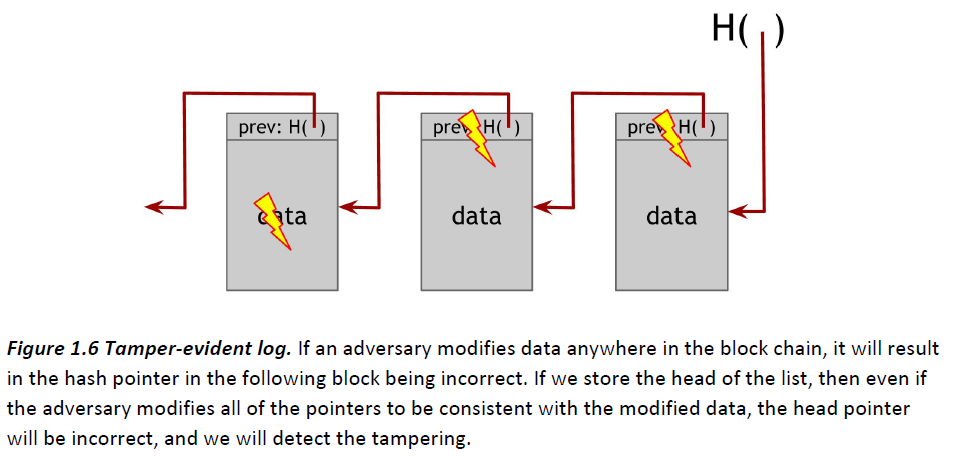 H( )
prev: H( )
prev: H( )
prev: H( )
data
data
data
Figure 1.6 Tamper-evident log. If an adversary modifies data anywhere in the block chain, it will result
in the hash pointer in the following block being incorrect. If we store the head of the list, then even if
the adversary modifies all of the pointers to be consistent with the modified data, the head pointer
will be incorrect, and we will detect the tampering.